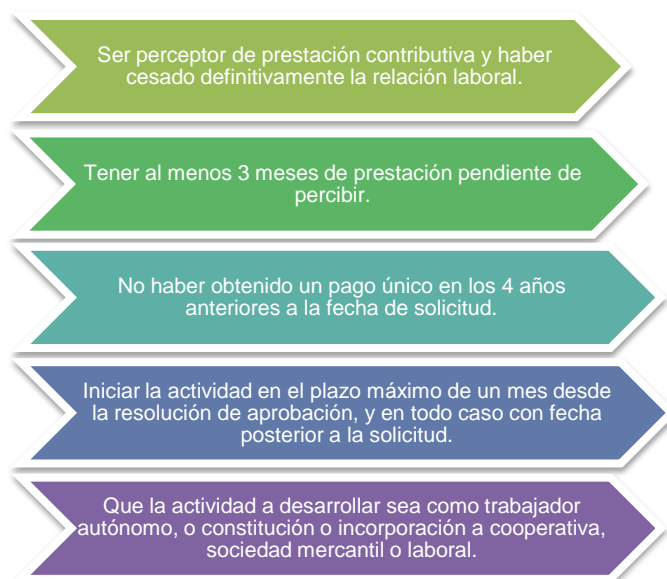 Ser perceptor de prestación contributiva y haber
cesado definitivamente la relación laboral.
Tener al menos 3 meses de prestación pendiente de
percibir.
No haber obtenido un pago único en los 4 años
anteriores a la fecha de solicitud.
Iniciar la actividad en el plazo máximo de un mes desde
la resolución de aprobación, y en todo caso con fecha
posterior a la solicitud.
Que la actividad a desarrollar sea como trabajador
autónomo, o constitución o incorporación a cooperativa,
sociedad mercantil o laboral.